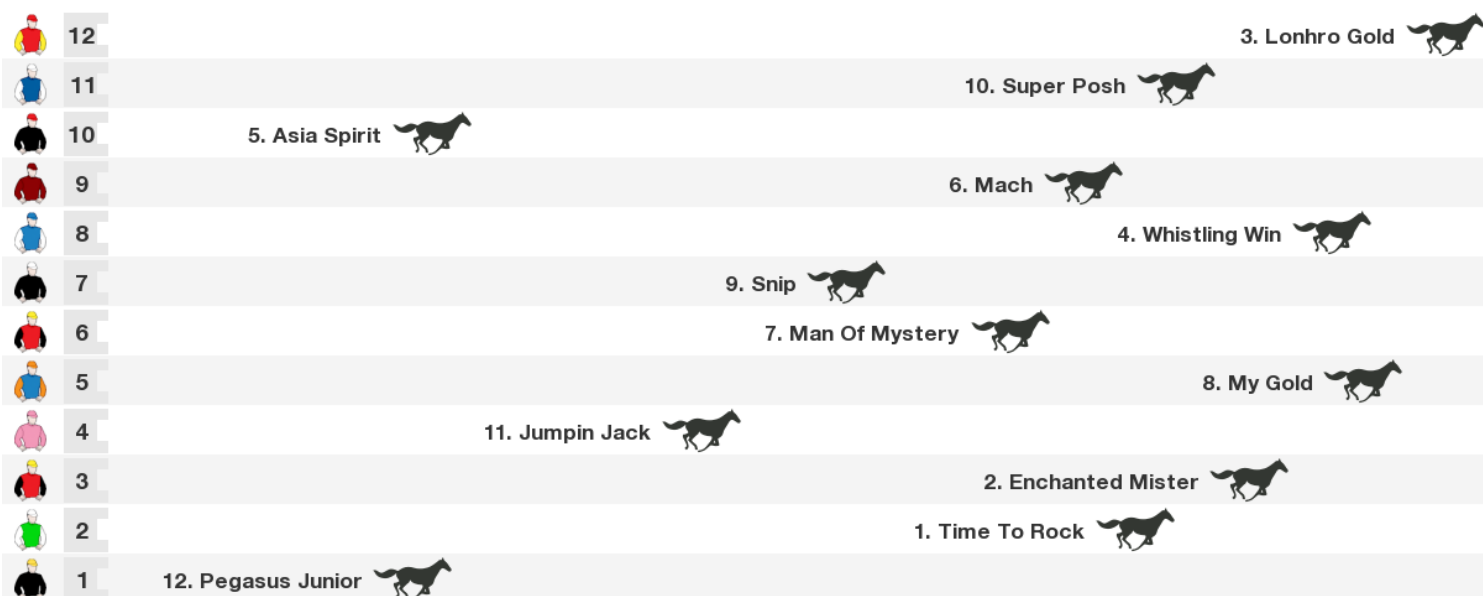 12 3. Lonhro Gold
11 10. Super Posh
10 5. Asia Spirit
9 6. Mach
8 4. Whistling Win
7 9. Snip
6 7. Man Of Mystery
5 8. My Gold
4 11. Jumpin Jack
3 2. Enchanted Mister
2 1. Time To Rock
1 12. Pegasus Junior